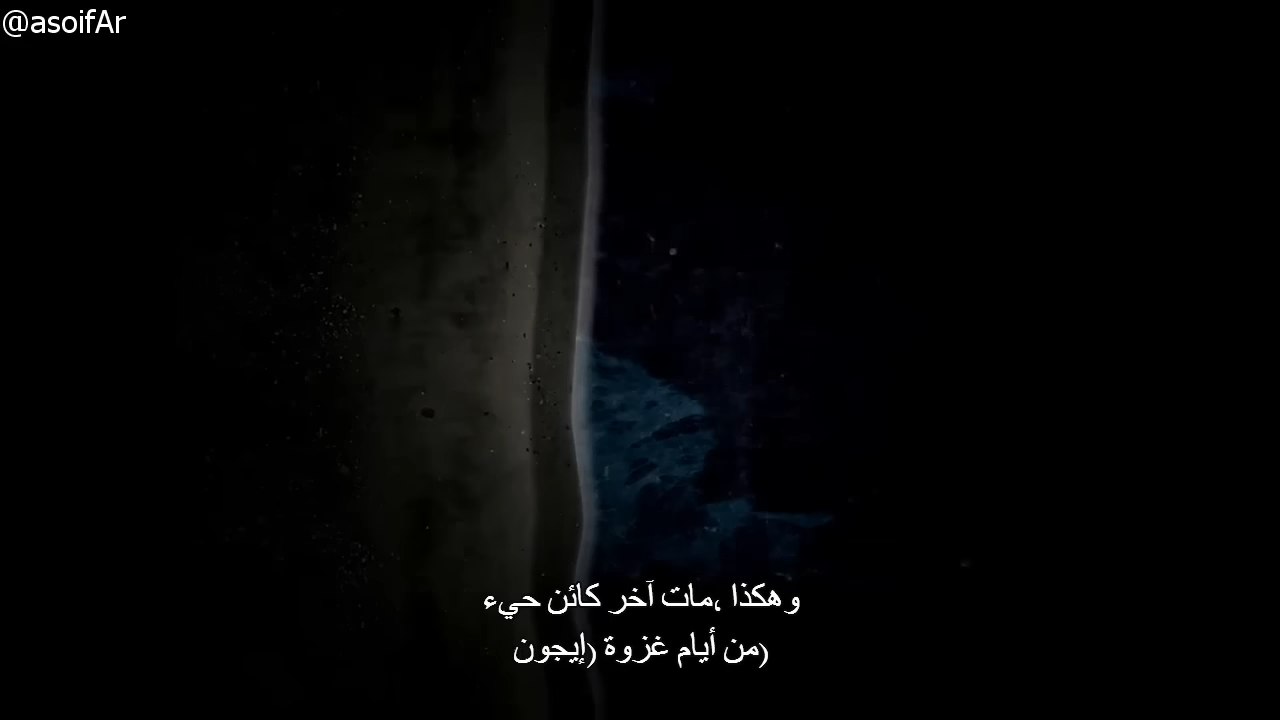 @asoifAr
وهكذا ،مات آخر كائن حيء
(من أيام غزوة (إيجون